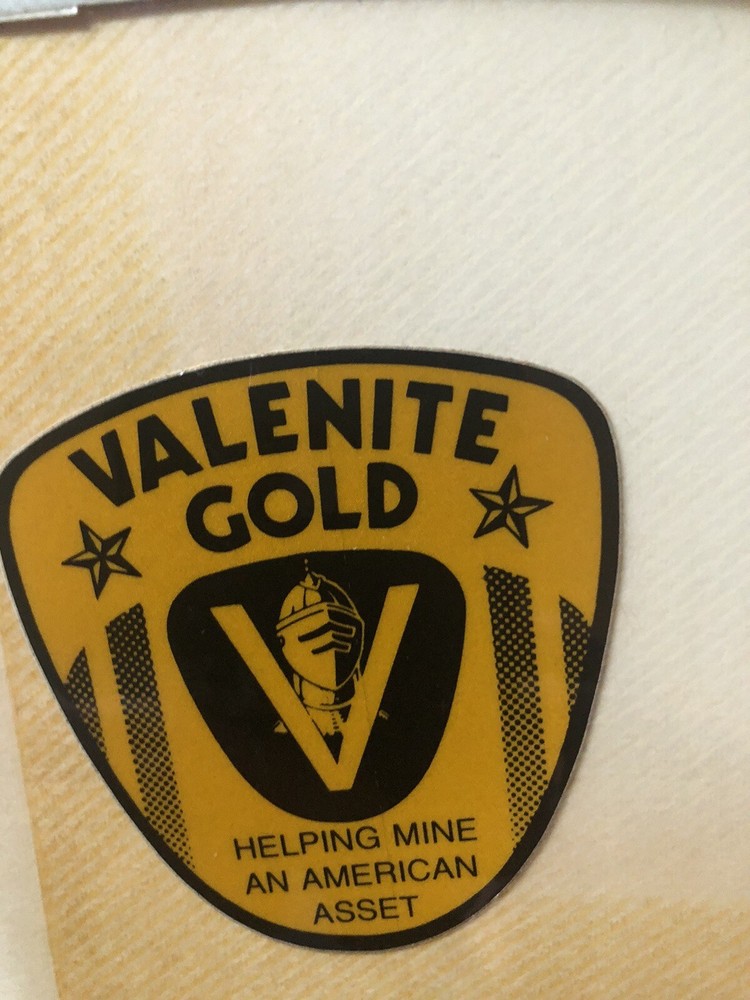 VALENITE
GOLD
V
HELPING MINE
AN AMERICAN
ASSET